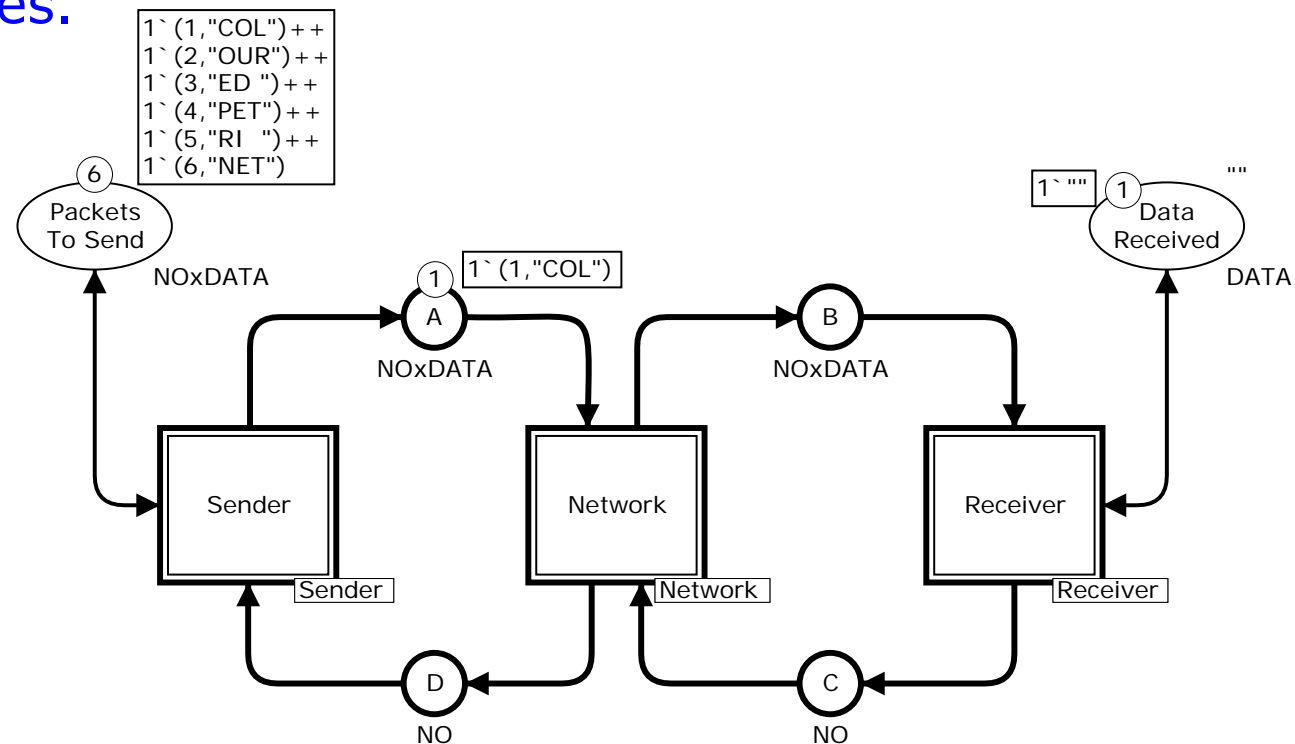 es.
1`(1,"COL")++
1`(2,"OUR")++
1`(3,"ED ")++
1`(4,"PET")++
1`(5,"RI  ")++
1`(6,"NET")
6
Packets
To Send
NOxDATA
1`""
1
""
Data
Received
DATA
1
1`(1,"COL")
A
NOxDATA
B
NOxDATA
Sender
Sender
Network
Network
Receiver
Receiver
D
NO
C
NO